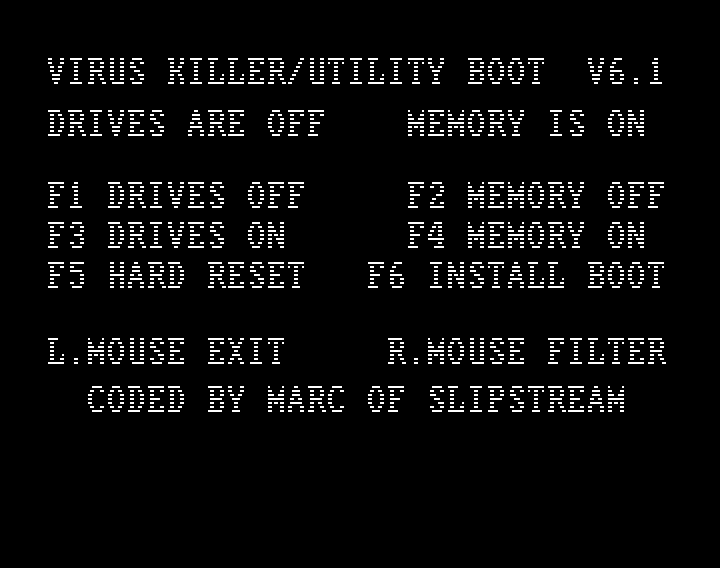 VIRUS KILLER/UTILITY BOOT  V6.1
DRIVES ARE OFF    MEMORY IS ON
F1 DRIVES OFF     F2 MEMORY OFF
F3 DRIVES ON      F4 MEMORY ON
F5 HARD RESET   F6 INSTALL BOOT
L.MOUSE EXIT     R.MOUSE FILTER
CODED BY MARC OF SLIPSTREAM